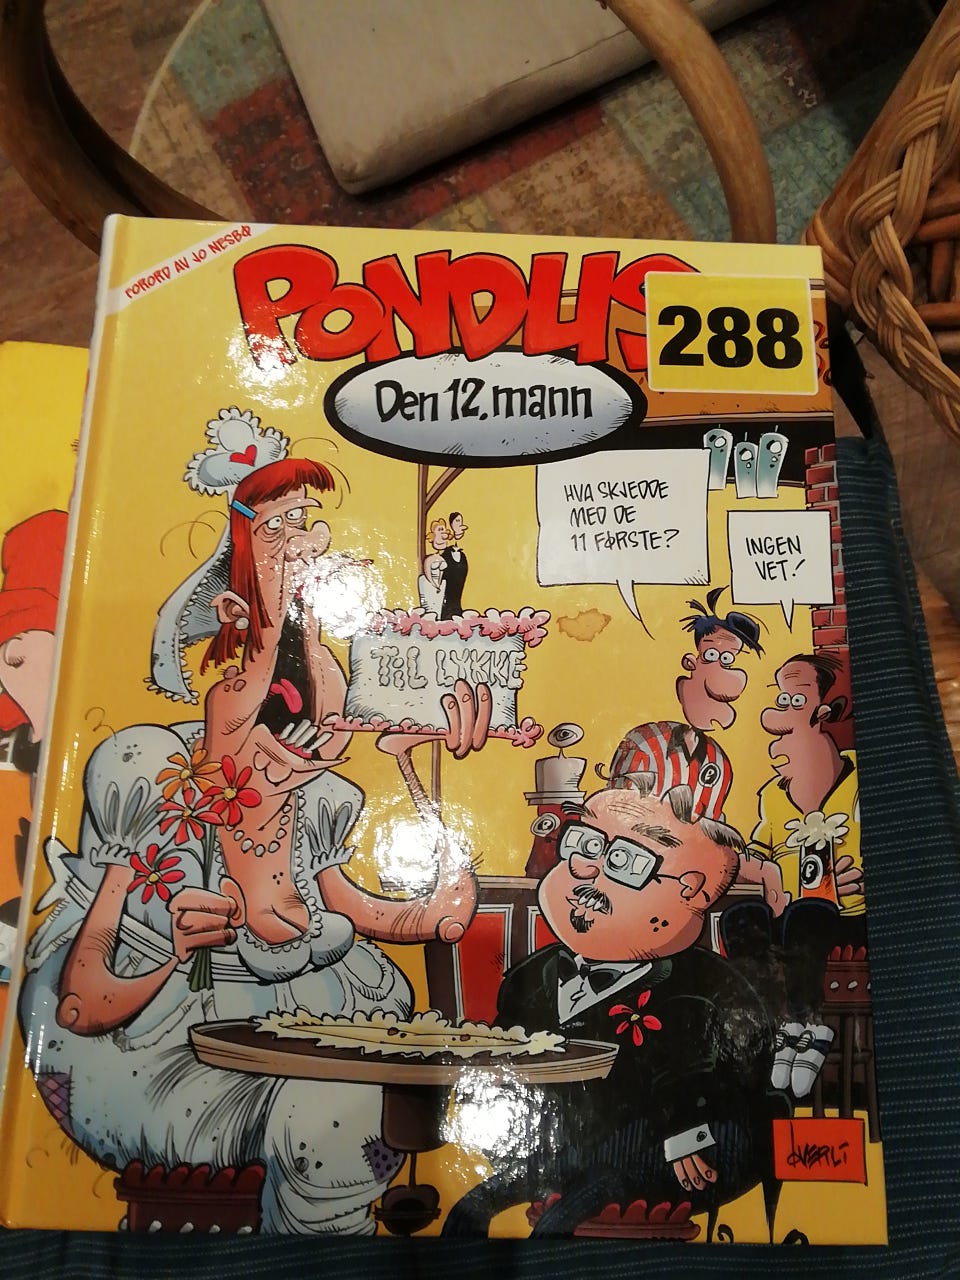 FORORD AV JO NESBØ
PONDUS
288
Den 12. mann
HVA SKJEDDE
MED DE
11 FØRSTE?
INGEN
VET!
TIL LYKKE
ØVERLI